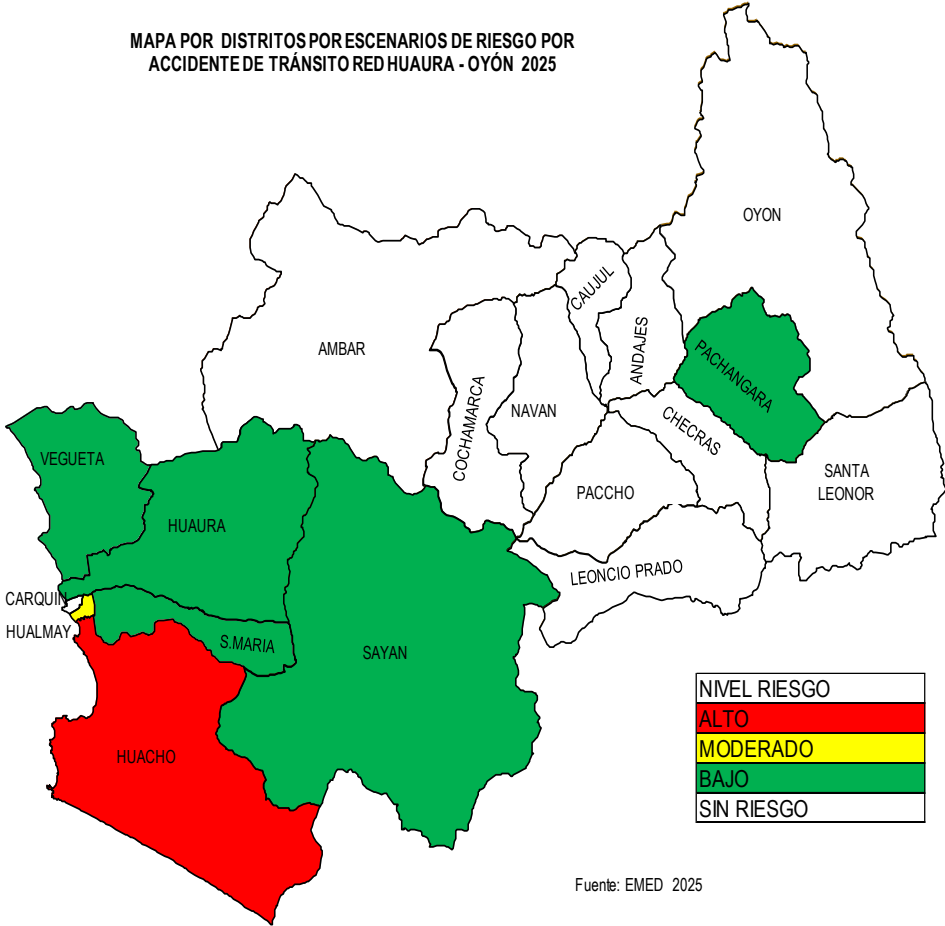 MAPA POR DISTRITOS POR ESCENARIOS DE RIESGO POR
ACCIDENTE DE TRÁNSITO RED HUAURA - OYÓN 2025
OYON
CAUJUL
ANDAJES
AMBAR
PACHANGARA
COCHAMARCA
NAVAN
CHECRAS
VEGUETA
SANTA
LEONOR
PACCHO
HUAURA
LEONCIO PRADO
CARQUIN
HUALMAY
S.MARIA
SAYAN
HUACHO
NIVEL RIESGO
ALTO
MODERADO
BAJO
SIN RIESGO
Fuente: EMED 2025